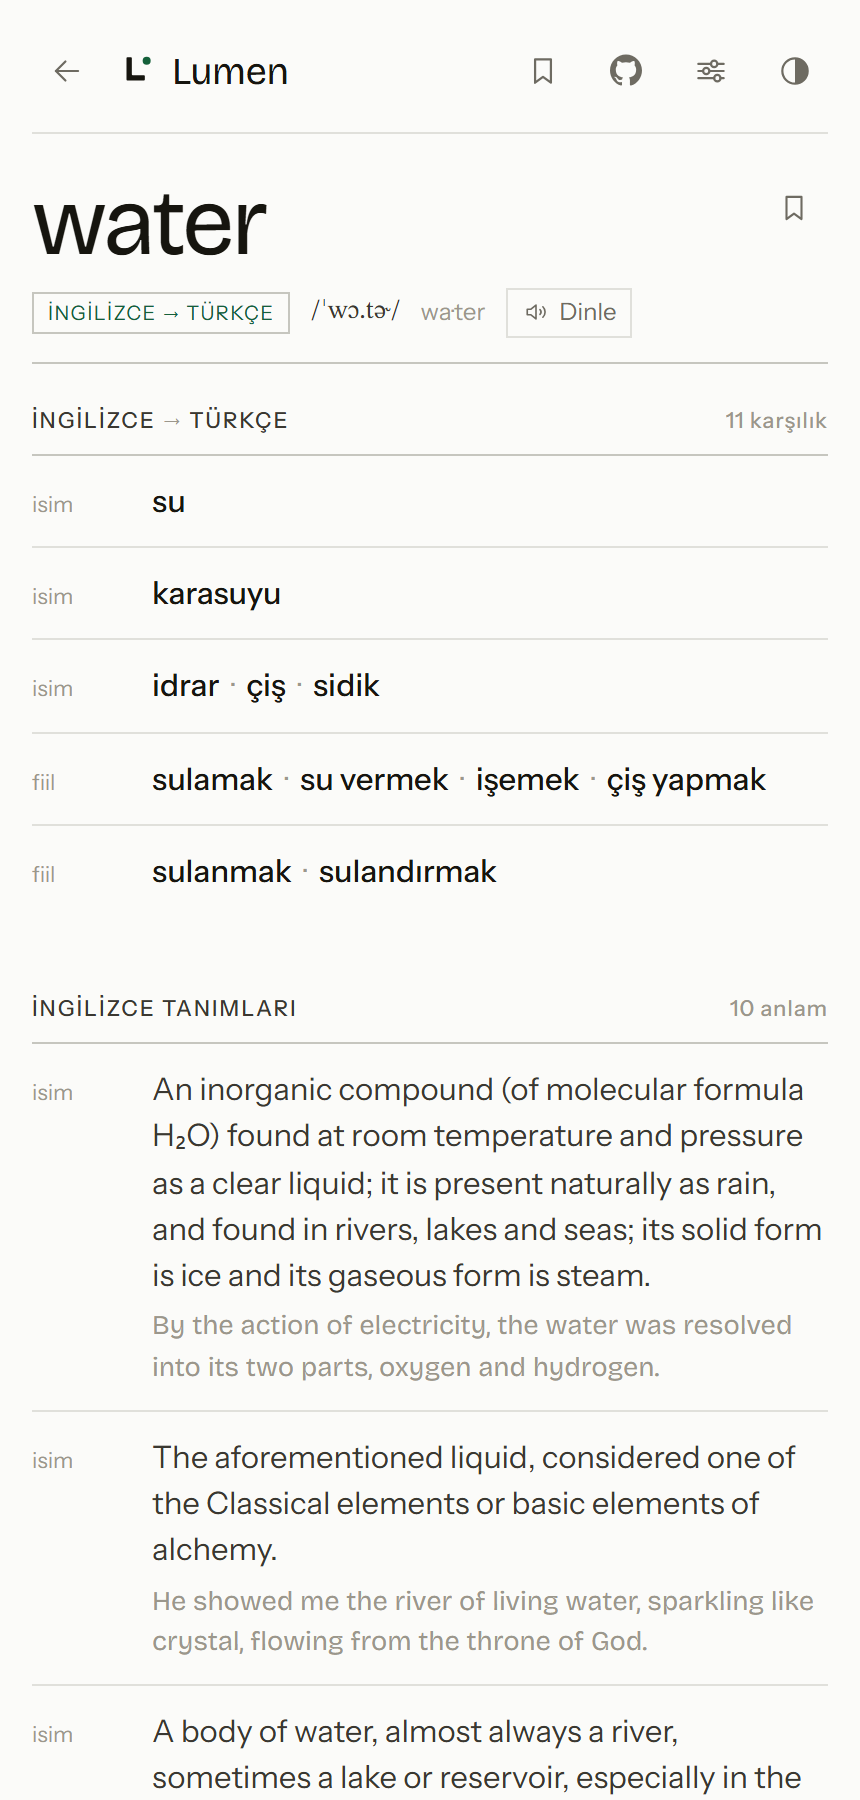 Lumen
water
İNGİLİZCE → TÜRKÇE /ˈwɔ.tɚ/ water Dinle
İNGİLİZCE → TÜRKÇE 11 karşılık
isim su
isim karasuyu
isim idrar · çiş · sidik
fiil sulamak · su vermek · işemek · çiş yapmak
fiil sulanmak · sulandırmak
İNGİLİZCE TANIMLARI 10 anlam
isim An inorganic compound (of molecular formula
H₂O) found at room temperature and pressure
as a clear liquid; it is present naturally as rain,
and found in rivers, lakes and seas; its solid form
is ice and its gaseous form is steam.
By the action of electricity, the water was resolved
into its two parts, oxygen and hydrogen.
isim The aforementioned liquid, considered one of
the Classical elements or basic elements of
alchemy.
He showed me the river of living water, sparkling like
crystal, flowing from the throne of God.
isim A body of water, almost always a river,
sometimes a lake or reservoir, especially in the